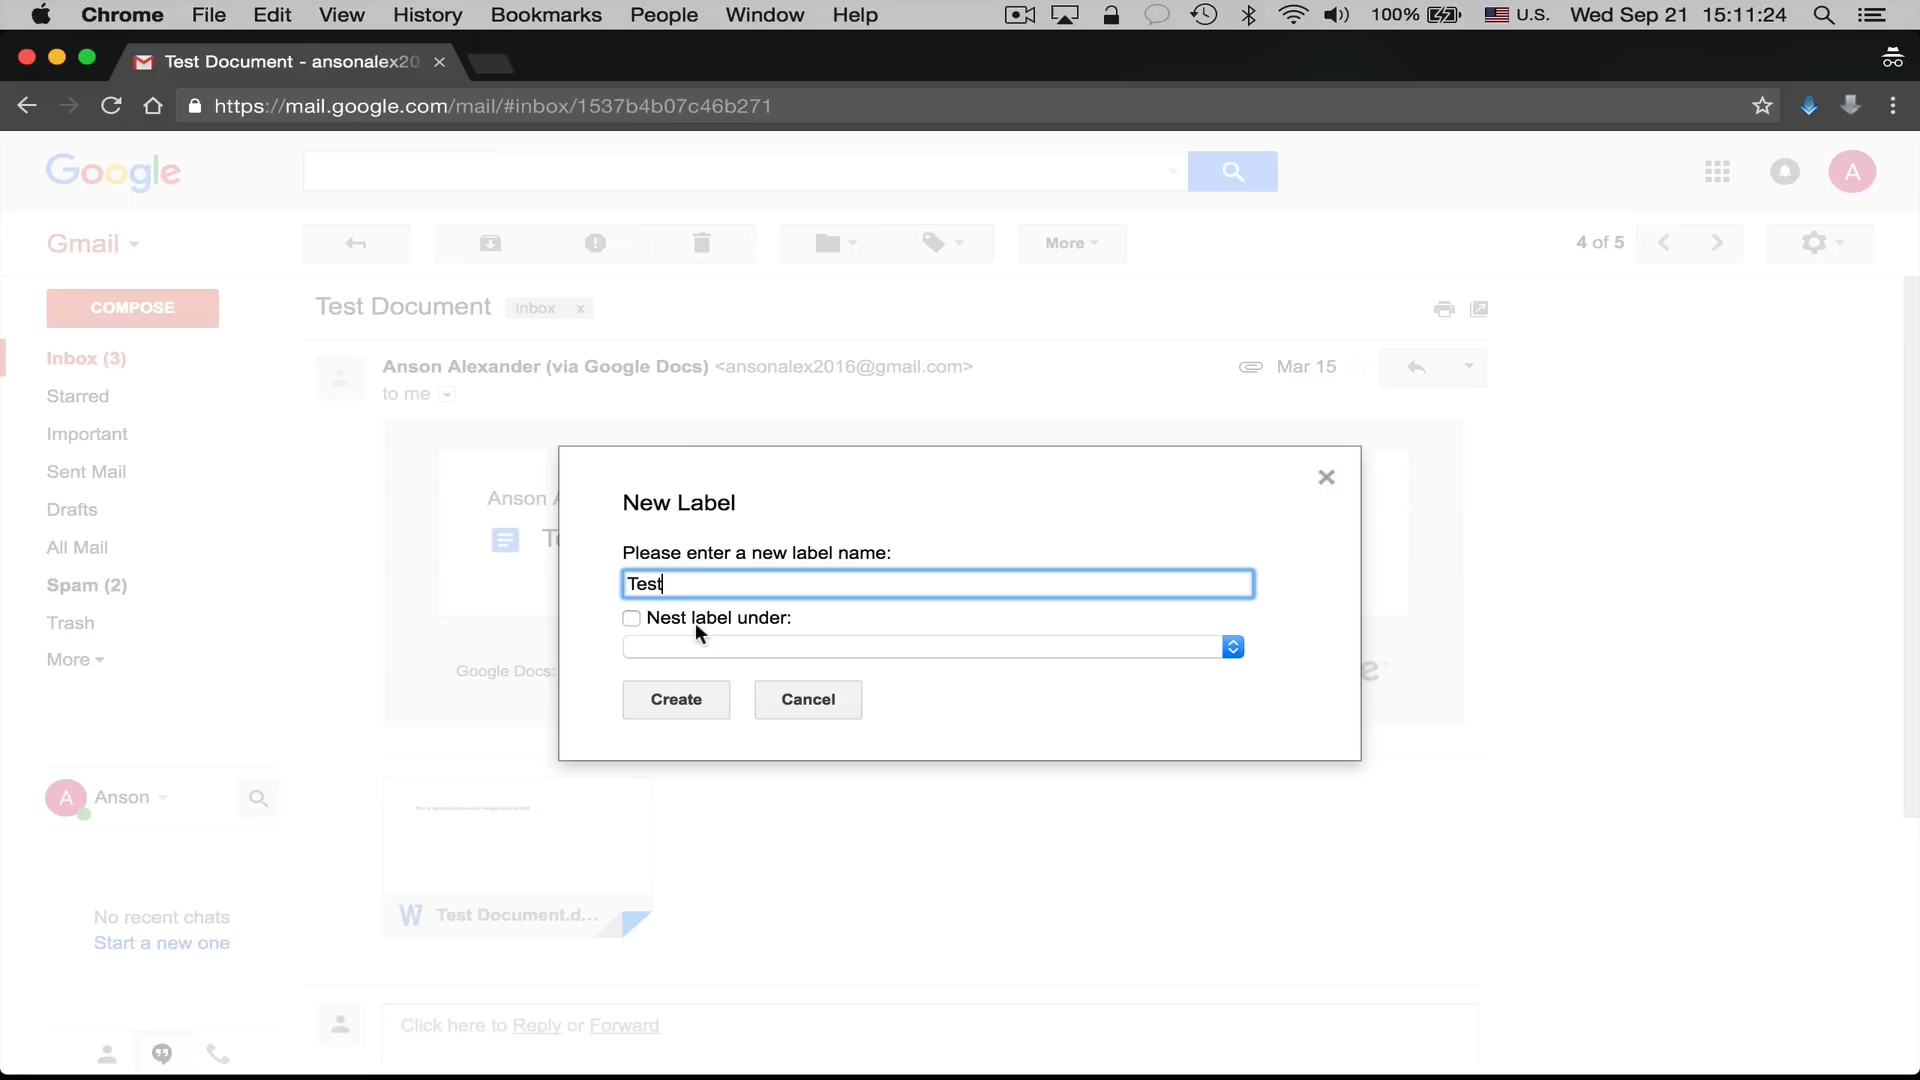 Chrome File Edit View History Bookmarks People Window Help 100% U.S. Wed Sep 21 15:11:24
Test Document - ansonalex20
https://mail.google.com/mail/#inbox/1537b4b07c46b271
Google
A
Gmail
More
4 of 5
COMPOSE
Test Document Inbox x
Inbox (3)
Starred
Important
Sent Mail
Drafts
All Mail
Spam (2)
Trash
More
Anson Alexander (via Google Docs) <ansonalex2016@gmail.com> Mar 15
to me
Anson A
Google Docs:
New Label
Please enter a new label name:
Test
Nest label under:
Create Cancel
A Anson
No recent chats
Start a new one
W Test Document.d...
Click here to Reply or Forward